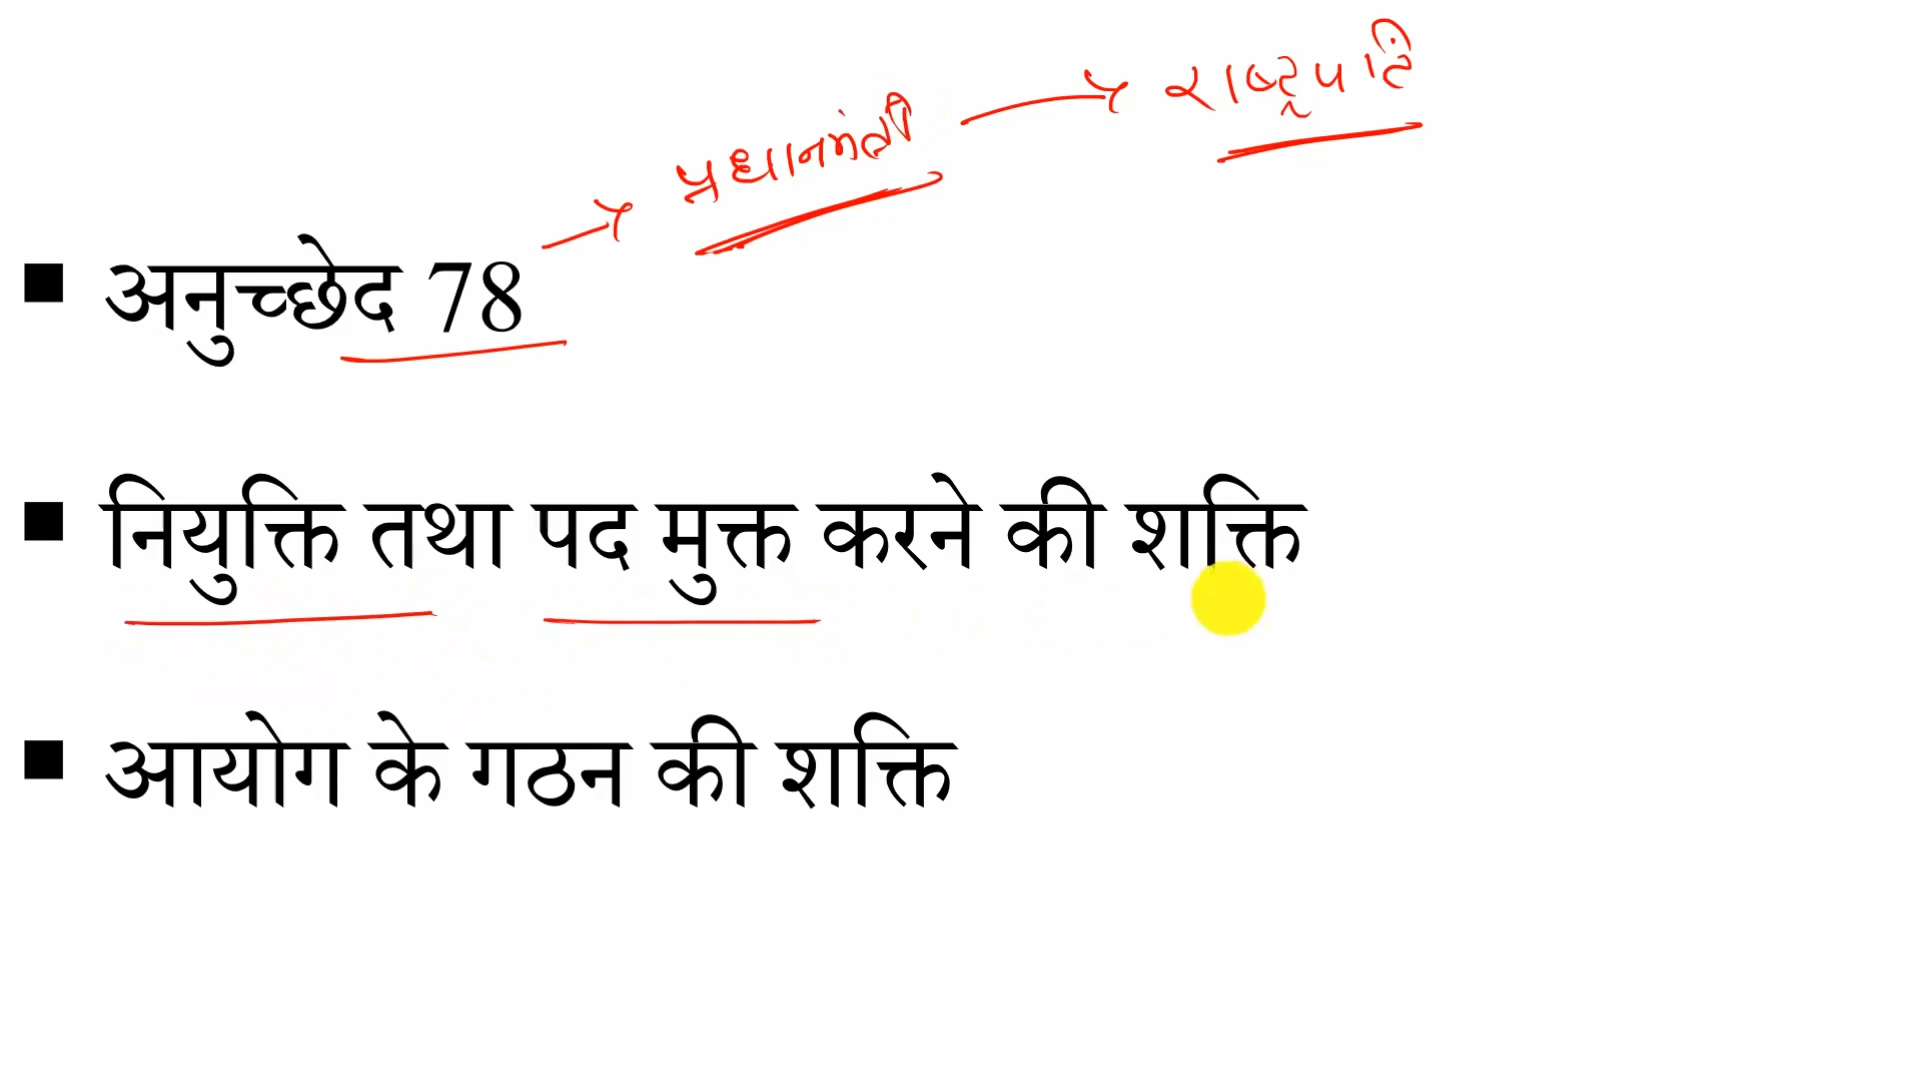 → प्रधानमंत्री → राष्ट्रपति
▪ अनुच्छेद 78
▪ नियुक्ति तथा पद मुक्त करने की शक्ति
▪ आयोग के गठन की शक्ति